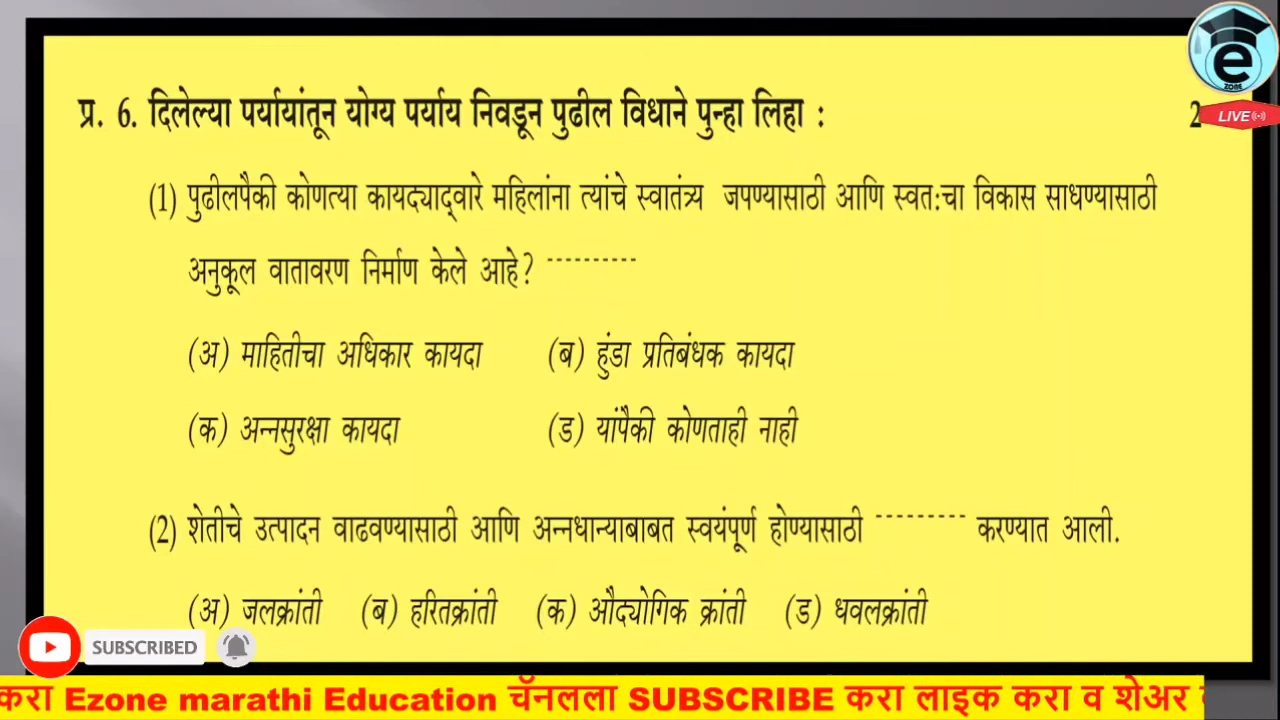 e
ZONE
प्र. 6. दिलेल्या पर्यायांतून योग्य पर्याय निवडून पुढील विधाने पुन्हा लिहा : 2
LIVE
(1) पुढीलपैकी कोणत्या कायद्याद्वारे महिलांना त्यांचे स्वातंत्र्य जपण्यासाठी आणि स्वतःचा विकास साधण्यासाठी
अनुकूल वातावरण निर्माण केले आहे? ----------
(अ) माहितीचा अधिकार कायदा (ब) हुंडा प्रतिबंधक कायदा
(क) अन्नसुरक्षा कायदा (ड) यांपैकी कोणताही नाही
(2) शेतीचे उत्पादन वाढवण्यासाठी आणि अन्नधान्याबाबत स्वयंपूर्ण होण्यासाठी --------- करण्यात आली.
(अ) जलक्रांती (ब) हरितक्रांती (क) औद्योगिक क्रांती (ड) धवलक्रांती
SUBSCRIBED
करा Ezone marathi Education चॅनलला SUBSCRIBE करा लाइक करा व शेअर